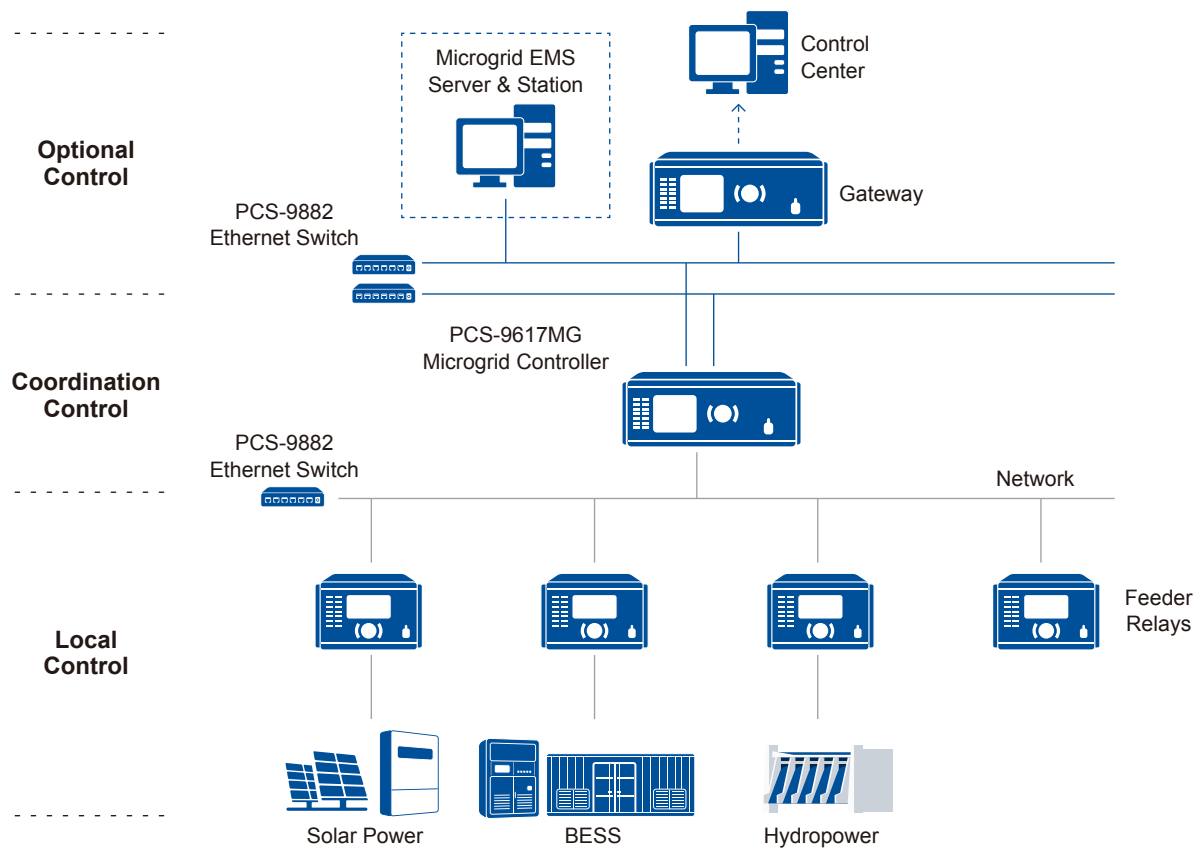 Microgrid EMS
Server & Station
Control
Center
Optional
Control
Gateway
PCS-9882
Ethernet Switch
PCS-9617MG
Microgrid Controller
Coordination
Control
PCS-9882
Ethernet Switch
Network
Feeder
Relays
Local
Control
Solar Power
BESS
Hydropower